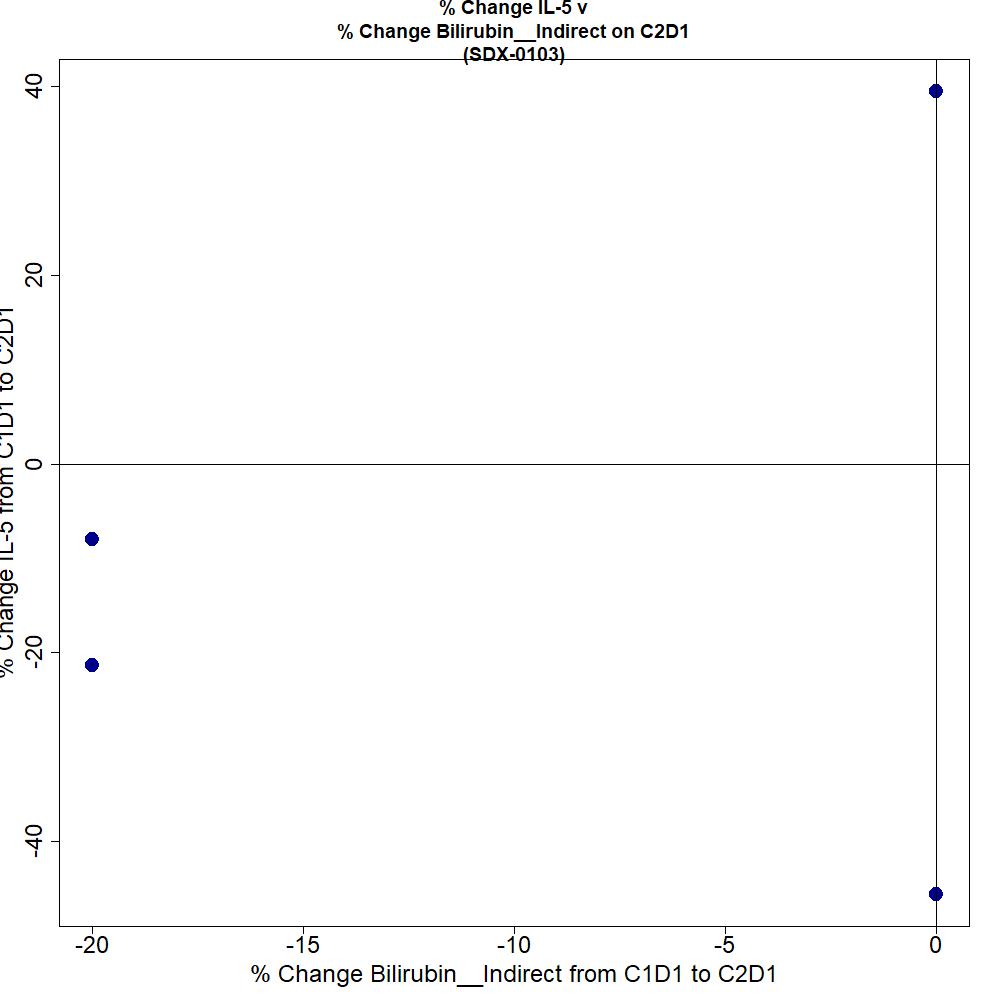 % Change IL-5 v
% Change Bilirubin__Indirect on C2D1
(SDX-0103)
% Change IL-5 from C1D1 to C2D1
40
20
0
-20
-40
-20
-15
-10
-5
0
% Change Bilirubin__Indirect from C1D1 to C2D1